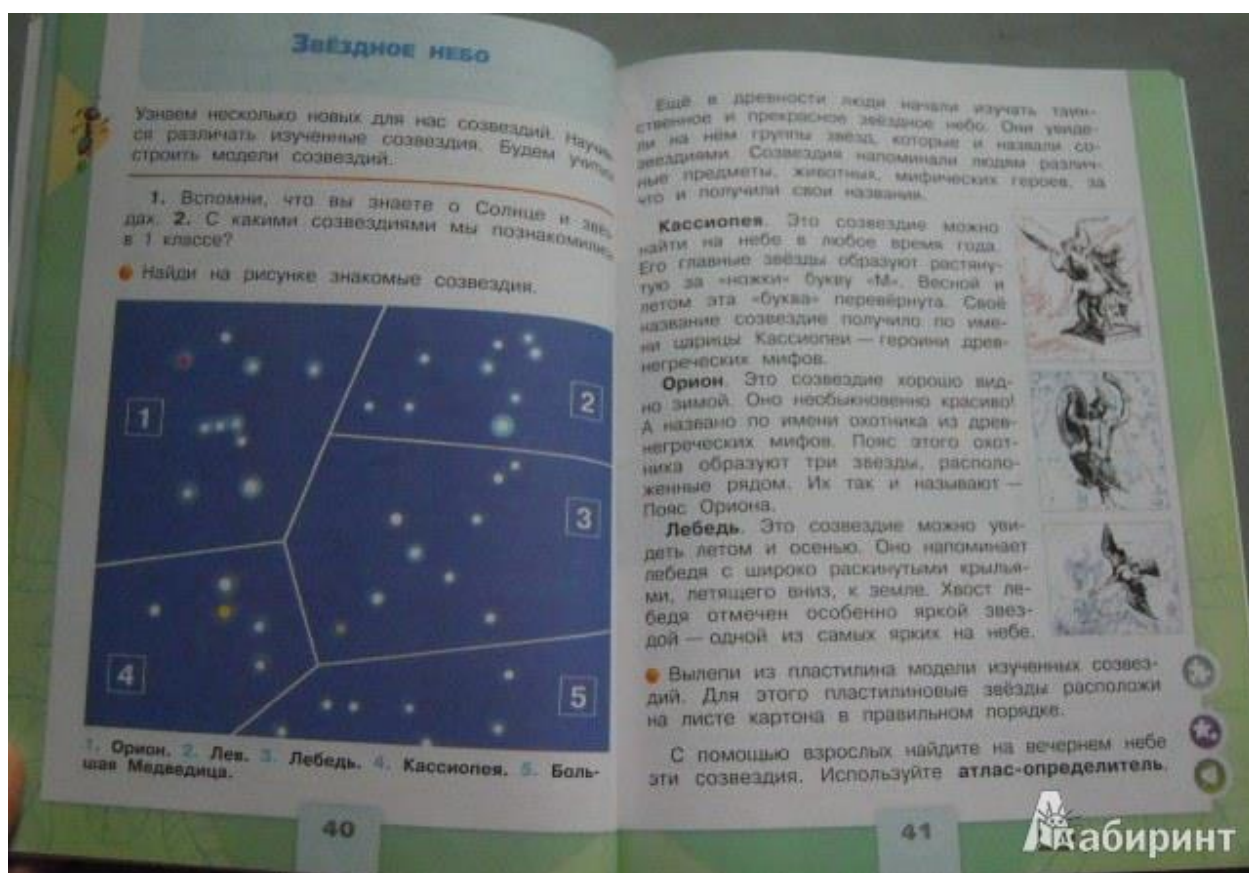 Звёздное небо
Узнаем несколько новых для нас созвездий. Научим-
ся различать изученные созвездия. Будем учиться
строить модели созвездий.
1. Вспомни, что вы знаете о Солнце и звёз-
дах. 2. С какими созвездиями мы познакомились
в 1 классе?
Найди на рисунке знакомые созвездия.
1
2
3
4
5
1. Орион. 2. Лев. 3. Лебедь. 4. Кассиопея. 5. Боль-
шая Медведица.
40
Ещё в древности люди начали изучать таин-
ственное и прекрасное звёздное небо. Они увиде-
ли на нём группы звёзд, которые и назвали со-
звездиями. Созвездия напоминали людям различ-
ные предметы, животных, мифических героев, за
что и получили свои названия.
Кассиопея. Это созвездие можно
найти на небе в любое время года.
Его главные звёзды образуют растяну-
тую за «ножки» букву «М». Весной и
летом эта «буква» перевёрнута. Своё
название созвездие получило по име-
ни царицы Кассиопеи — героини древ-
негреческих мифов.
Орион. Это созвездие хорошо вид-
но зимой. Оно необыкновенно красиво!
А названо по имени охотника из древ-
негреческих мифов. Пояс этого охот-
ника образуют три звезды, располо-
женные рядом. Их так и называют —
Пояс Ориона.
Лебедь. Это созвездие можно уви-
деть летом и осенью. Оно напоминает
лебедя с широко раскинутыми крылья-
ми, летящего вниз, к земле. Хвост ле-
бедя отмечен особенно яркой звез-
дой — одной из самых ярких на небе.
Вылепи из пластилина модели изученных созвез-
дий. Для этого пластилиновые звёзды расположи
на листе картона в правильном порядке.
С помощью взрослых найдите на вечернем небе
эти созвездия. Используйте атлас-определитель.
41
Лабиринт